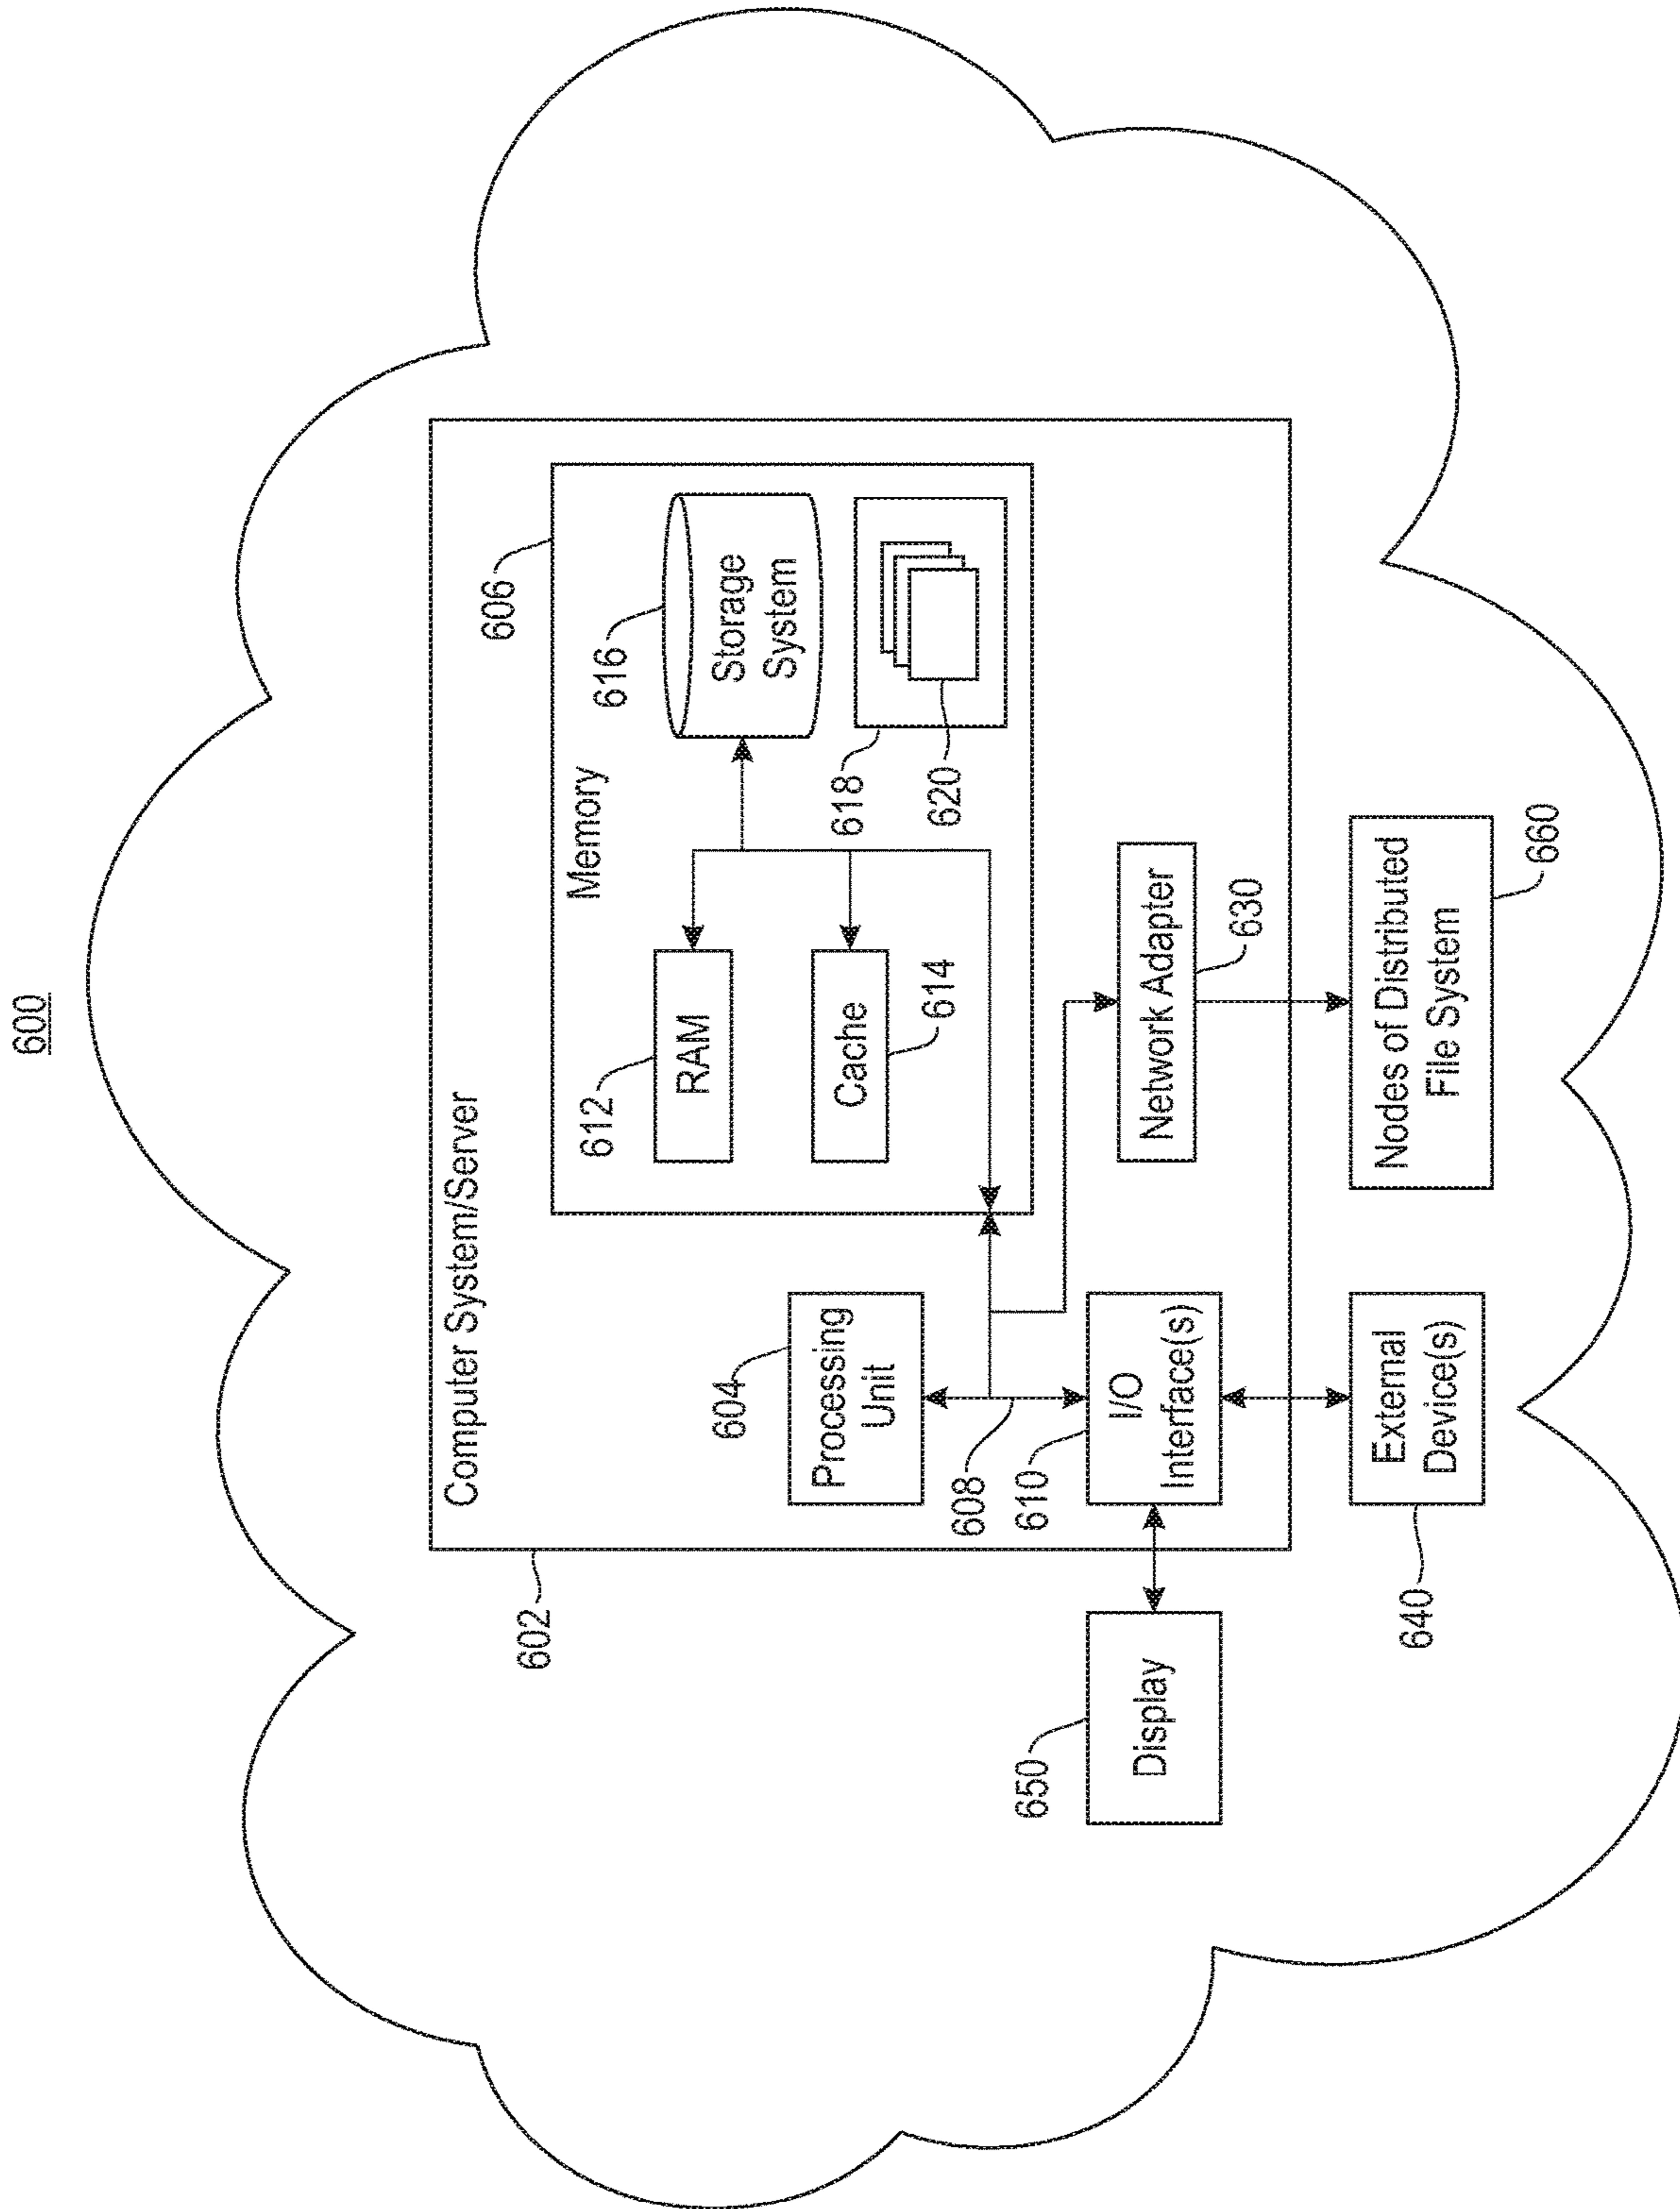 600
Computer System/Server
602
606
Memory
604
Processing
Unit
612
RAM
616
Storage
System
Cache
614
608
618
620
610
I/O
Interface(s)
Network Adapter
630
650
Display
External
Device(s)
640
Nodes of Distributed
File System
660